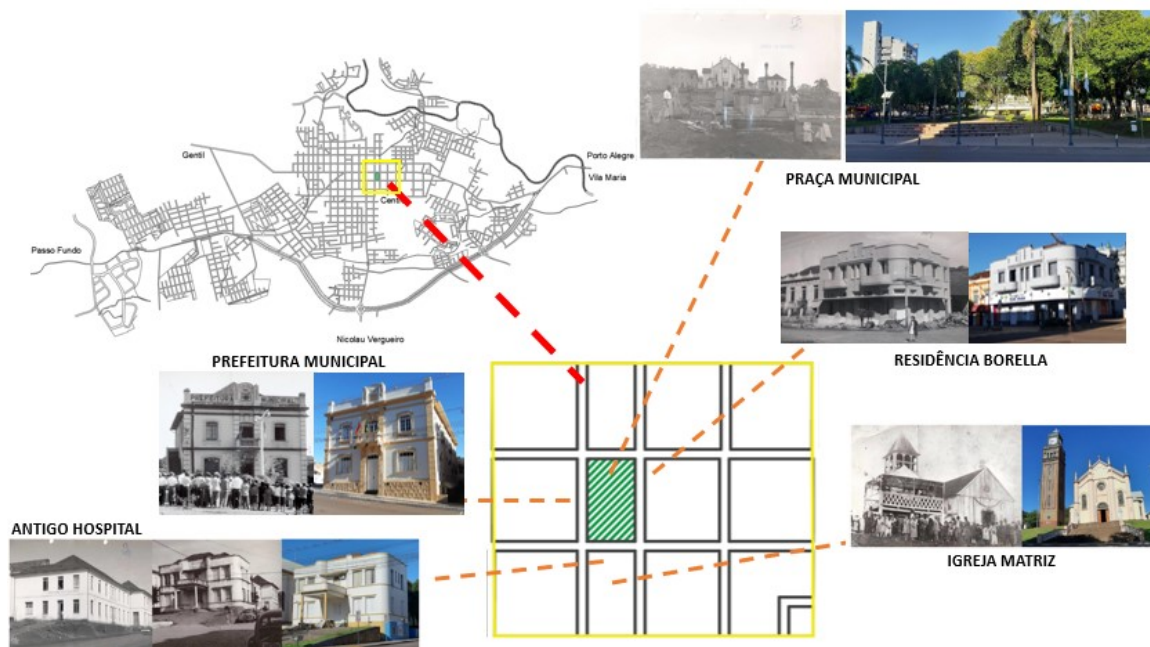 Gentil
Porto Alegre
Vila Maria
Centro
Passo Fundo
Nicolau Vergueiro
PRAÇA MUNICIPAL
RESIDÊNCIA BORELLA
PREFEITURA MUNICIPAL
PREFEITURA MUNICIPAL
ANTIGO HOSPITAL
IGREJA MATRIZ